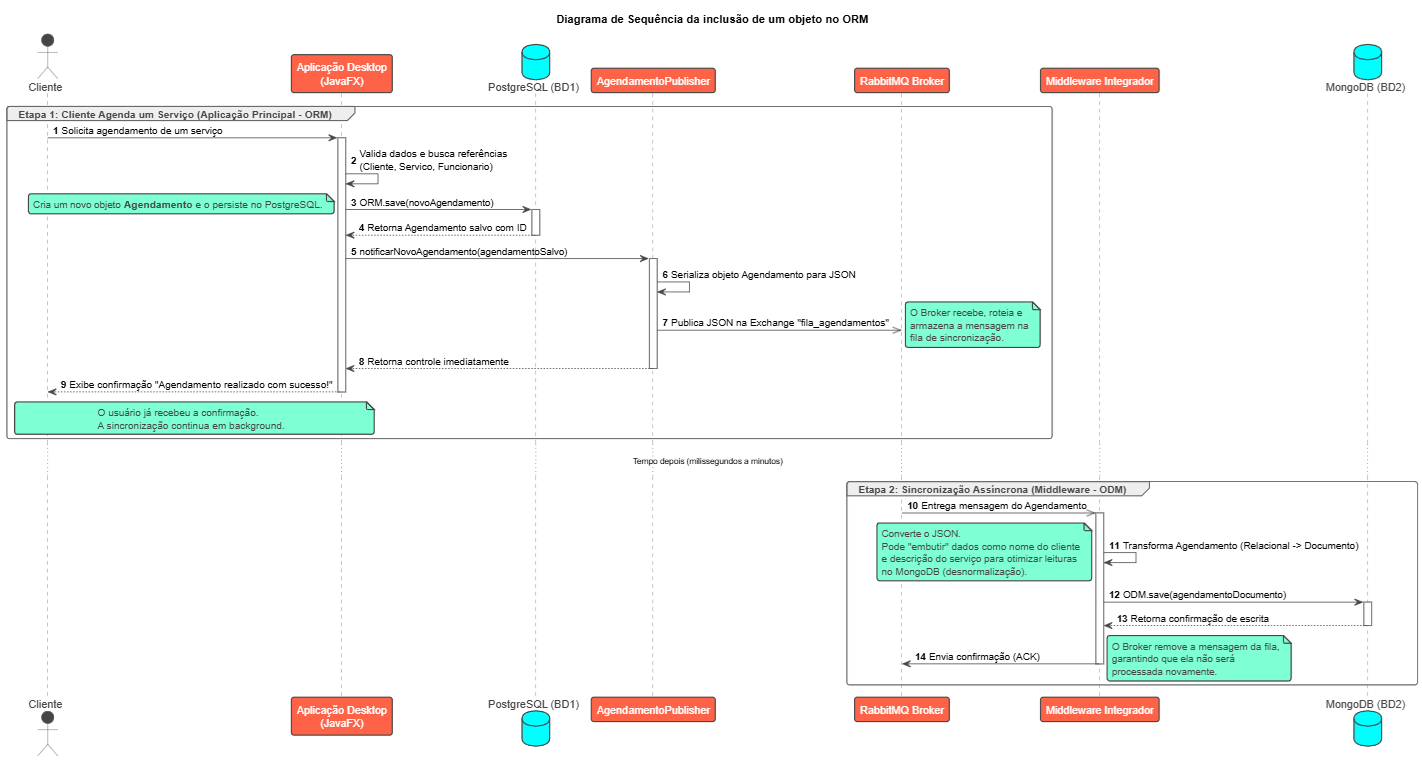 Diagrama de Sequência da inclusão de um objeto no ORM
Cliente
Aplicação Desktop
(JavaFX)
PostgreSQL (BD1)
AgendamentoPublisher
RabbitMQ Broker
Middleware Integrador
MongoDB (BD2)
Etapa 1: Cliente Agenda um Serviço (Aplicação Principal - ORM)
1 Solicita agendamento de um serviço
2 Valida dados e busca referências
(Cliente, Servico, Funcionario)
Cria um novo objeto Agendamento e o persiste no PostgreSQL.
3 ORM.save(novoAgendamento)
4 Retorna Agendamento salvo com ID
5 notificarNovoAgendamento(agendamentoSalvo)
6 Serializa objeto Agendamento para JSON
7 Publica JSON na Exchange "fila_agendamentos"
O Broker recebe, roteia e
armazena a mensagem na
fila de sincronização.
8 Retorna controle imediatamente
9 Exibe confirmação "Agendamento realizado com sucesso!"
O usuário já recebeu a confirmação.
A sincronização continua em background.
Tempo depois (milissegundos a minutos)
Etapa 2: Sincronização Assíncrona (Middleware - ODM)
10 Entrega mensagem do Agendamento
Converte o JSON.
Pode "embutir" dados como nome do cliente
e descrição do serviço para otimizar leituras
no MongoDB (desnormalização).
11 Transforma Agendamento (Relacional -> Documento)
12 ODM.save(agendamentoDocumento)
13 Retorna confirmação de escrita
14 Envia confirmação (ACK)
O Broker remove a mensagem da fila,
garantindo que ela não será
processada novamente.
Cliente
Aplicação Desktop
(JavaFX)
PostgreSQL (BD1)
AgendamentoPublisher
RabbitMQ Broker
Middleware Integrador
MongoDB (BD2)